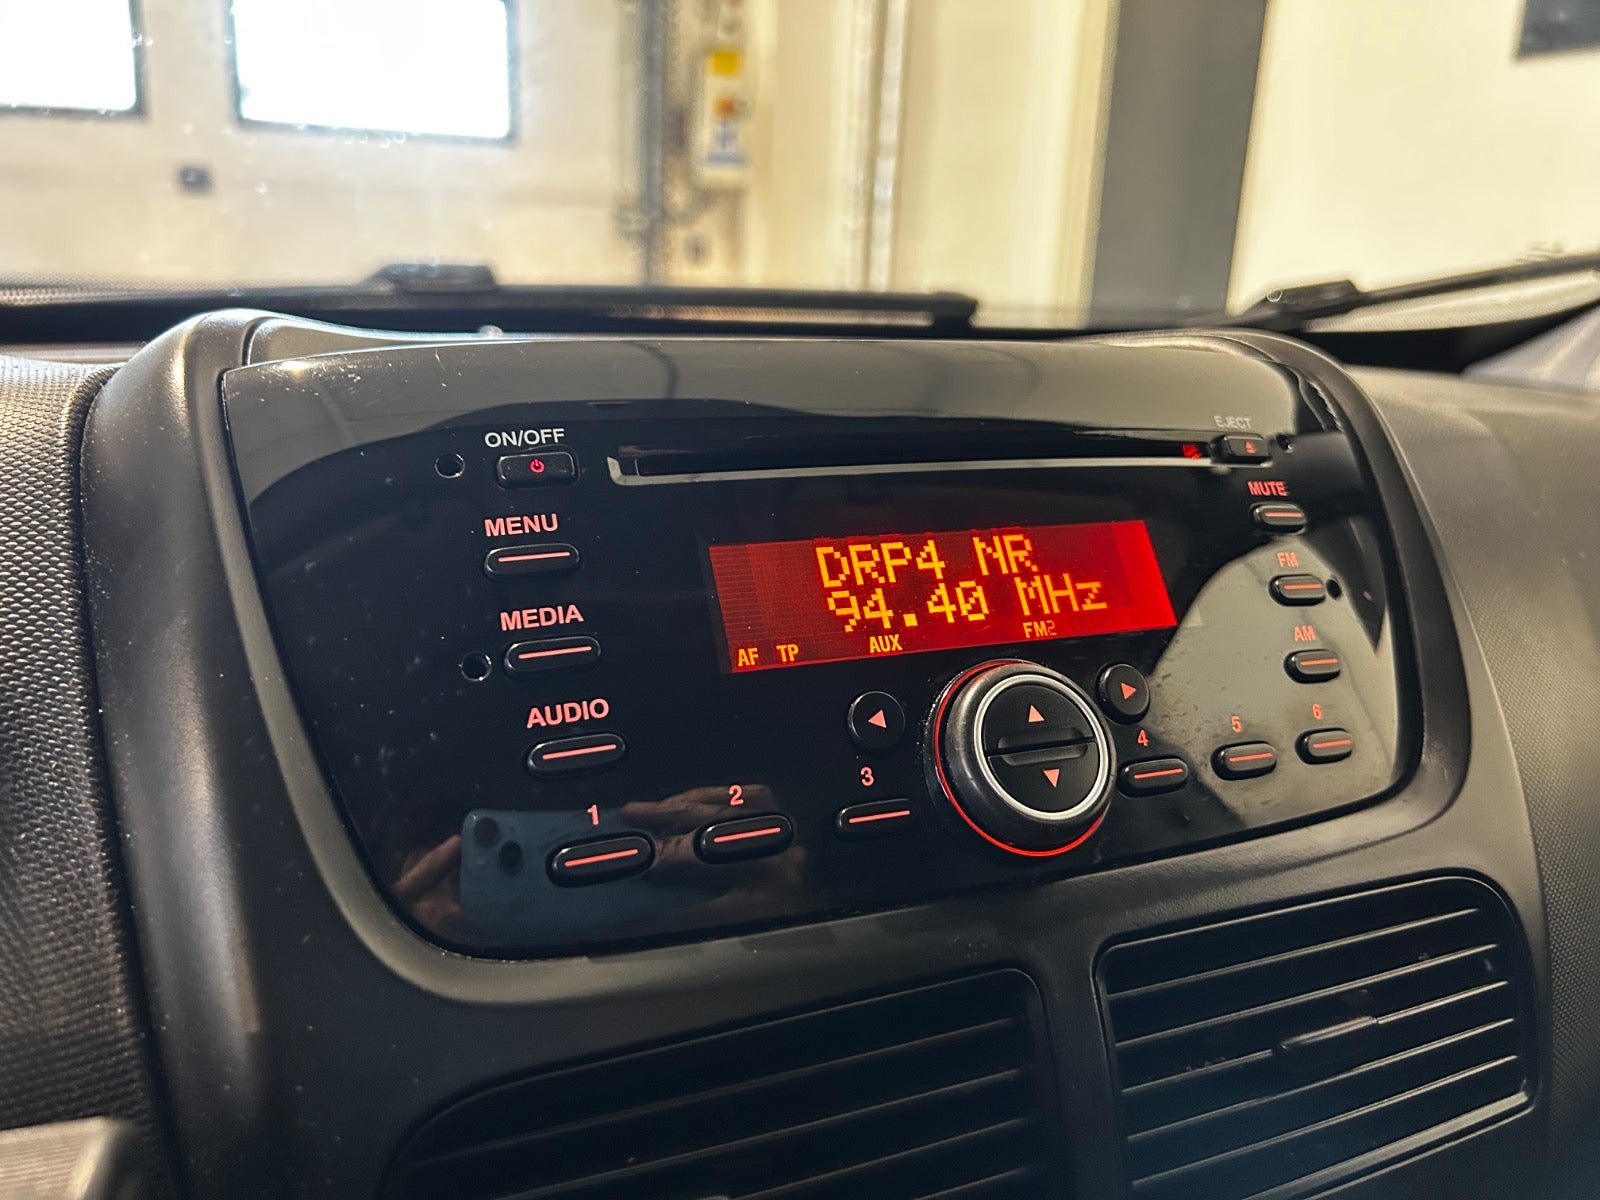 ON/OFF
EJECT
MENU
MUTE
DRP4 NR
94.40 MHz
AF TP AUX FM2
FM
MEDIA
AM
AUDIO
1
2
3
4
5
6